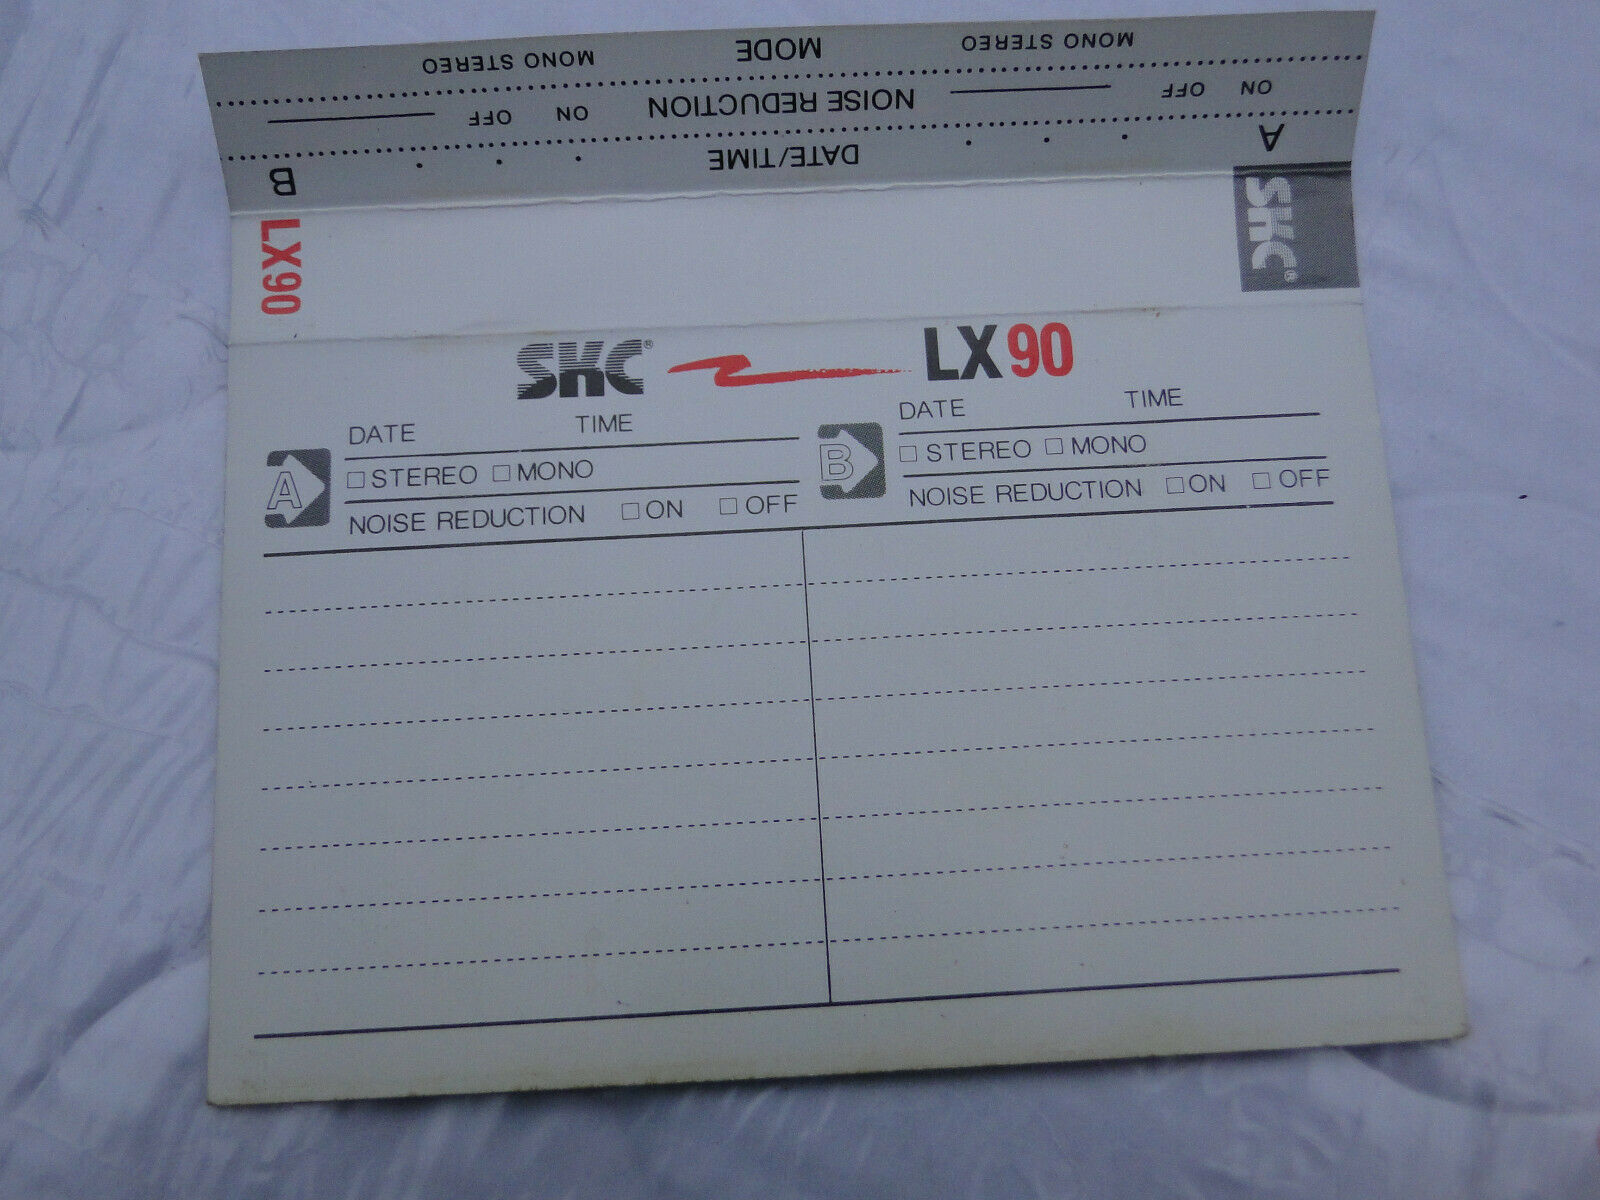 MONO STEREO MODE MONO STEREO
ON OFF NOISE REDUCTION ON OFF
A DATE/TIME B
LX90 SKC®
SKC® LX90
A DATE TIME
STEREO MONO
NOISE REDUCTION ON OFF
B DATE TIME
STEREO MONO
NOISE REDUCTION ON OFF